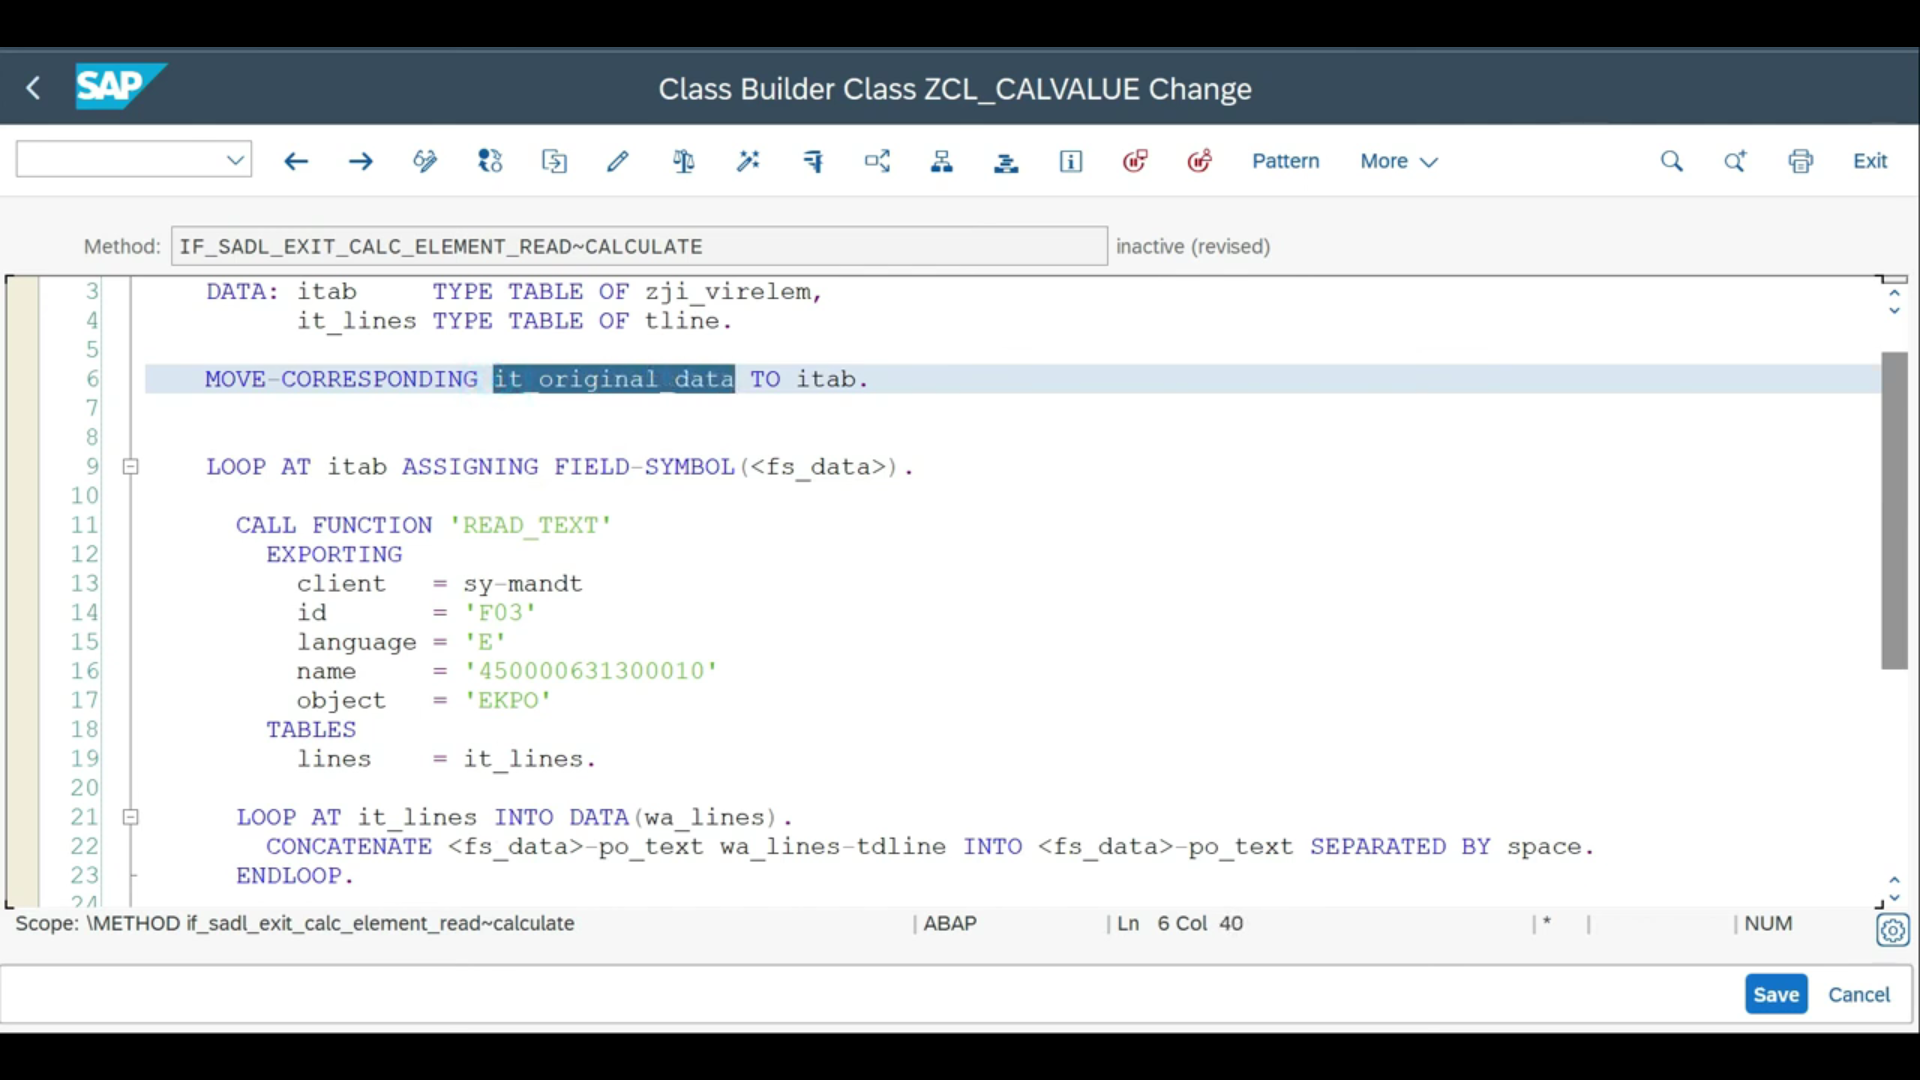 SAP
Class Builder Class ZCL_CALVALUE Change
Pattern More Exit
Method: IF_SADL_EXIT_CALC_ELEMENT_READ~CALCULATE inactive (revised)
3 DATA: itab TYPE TABLE OF zji_virelem,
4 it_lines TYPE TABLE OF tline.
5
6 MOVE-CORRESPONDING it_original_data TO itab.
7
8
9 LOOP AT itab ASSIGNING FIELD-SYMBOL(<fs_data>).
10
11 CALL FUNCTION 'READ_TEXT'
12 EXPORTING
13 client = sy-mandt
14 id = 'F03'
15 language = 'E'
16 name = '450000631300010'
17 object = 'EKPO'
18 TABLES
19 lines = it_lines.
20
21 LOOP AT it_lines INTO DATA(wa_lines).
22 CONCATENATE <fs_data>-po_text wa_lines-tdline INTO <fs_data>-po_text SEPARATED BY space.
23 ENDLOOP.
24
Scope: \METHOD if_sadl_exit_calc_element_read~calculate | ABAP | Ln 6 Col 40 | * | | NUM
Save Cancel